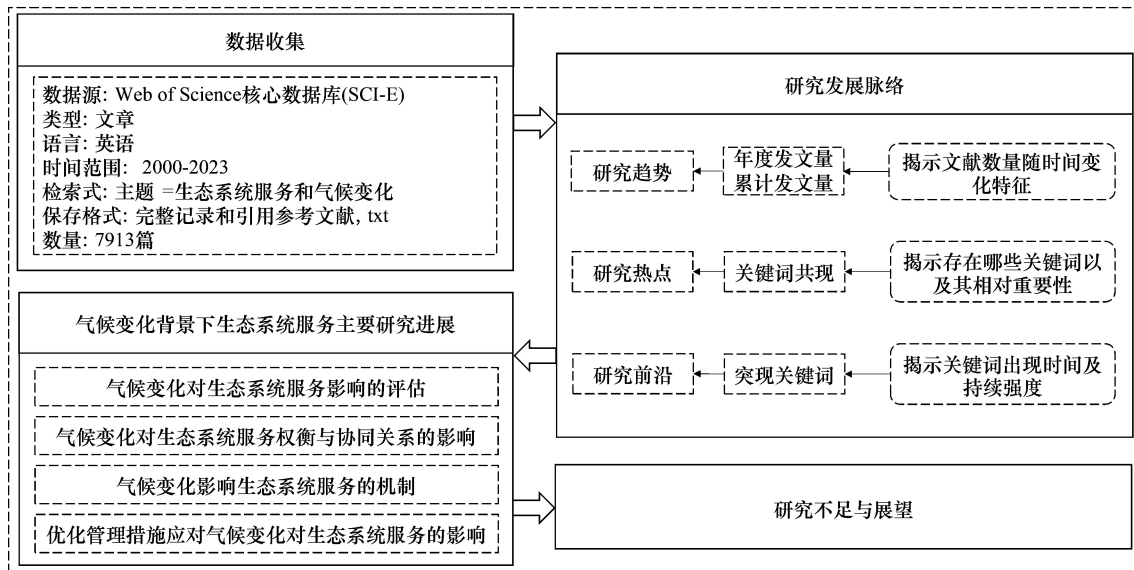 数据收集
数据源: Web of Science核心数据库(SCI-E)
类型: 文章
语言: 英语
时间范围: 2000-2023
检索式: 主题 =生态系统服务和气候变化
保存格式: 完整记录和引用参考文献, txt
数量: 7913篇
研究发展脉络
研究趋势
年度发文量
累计发文量
揭示文献数量随时间变
化特征
研究热点
关键词共现
揭示存在哪些关键词以
及其相对重要性
研究前沿
突现关键词
揭示关键词出现时间及
持续强度
气候变化背景下生态系统服务主要研究进展
气候变化对生态系统服务影响的评估
气候变化对生态系统服务权衡与协同关系的影响
气候变化影响生态系统服务的机制
优化管理措施应对气候变化对生态系统服务的影响
研究不足与展望